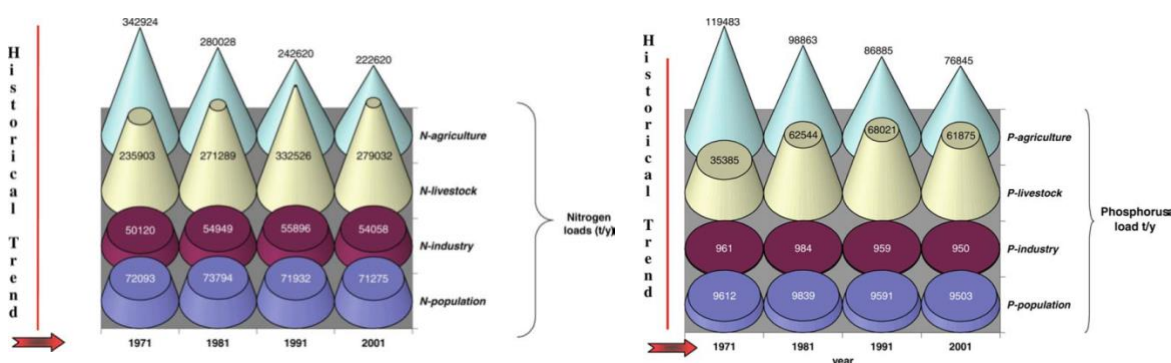 Historical Trend
342924 280028 242620 222620
235903 271289 332526 279032
50120 54949 55896 54058
72093 73794 71932 71275
N-agriculture
N-livestock
N-industry
N-population
1971 1981 1991 2001
Nitrogen
loads (t/y)
Historical Trend
119483 98863 86885 76845
35385 62544 68021 61875
961 984 959 950
9612 9839 9591 9503
P-agriculture
P-livestock
P-industry
P-population
1971 1981 1991 2001
year
Phosphorus
load t/y